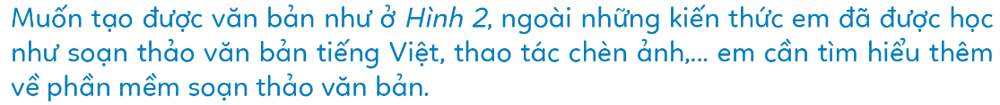 Muốn tạo được văn bản như ở Hình 2, ngoài những kiến thức em đã được học
như soạn thảo văn bản tiếng Việt, thao tác chèn ảnh,... em cần tìm hiểu thêm
về phần mềm soạn thảo văn bản.